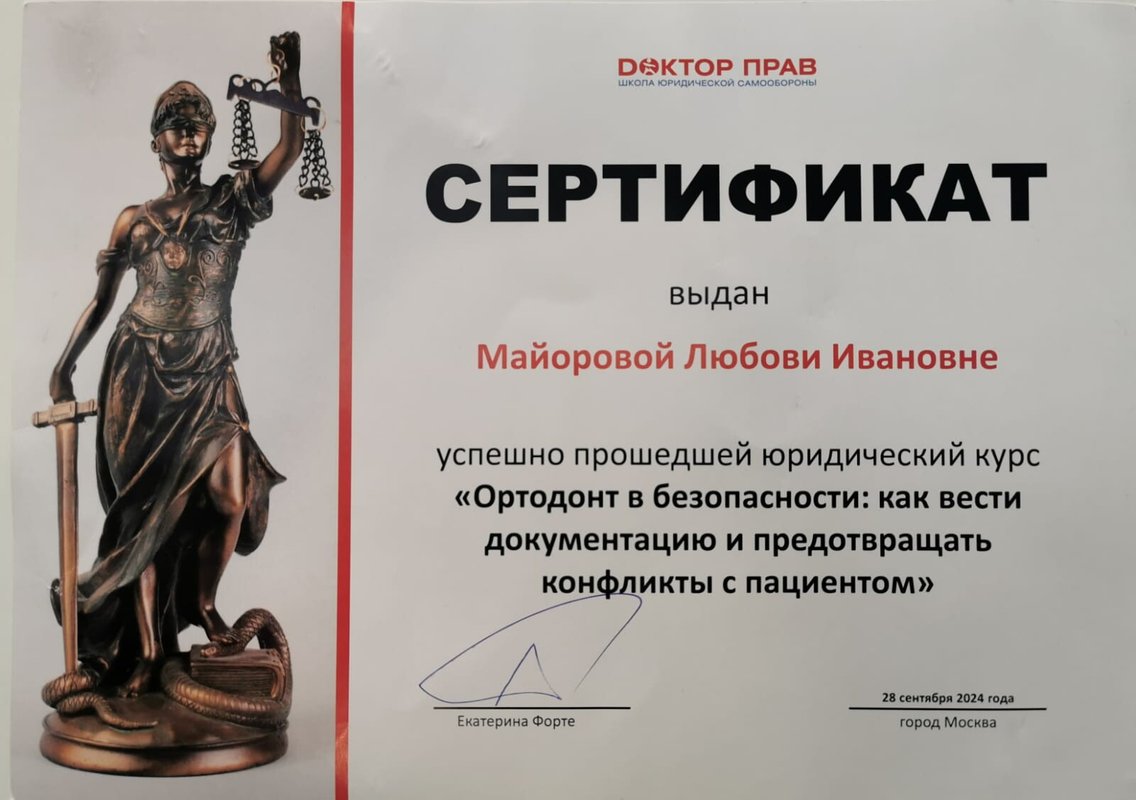 ДОКТОР ПРАВ
ШКОЛА ЮРИДИЧЕСКОЙ САМООБОРОНЫ
СЕРТИФИКАТ
выдан
Майоровой Любови Ивановне
успешно прошедшей юридический курс
«Ортодонт в безопасности: как вести
документацию и предотвращать
конфликты с пациентом»
Екатерина Форте
28 сентября 2024 года
город Москва